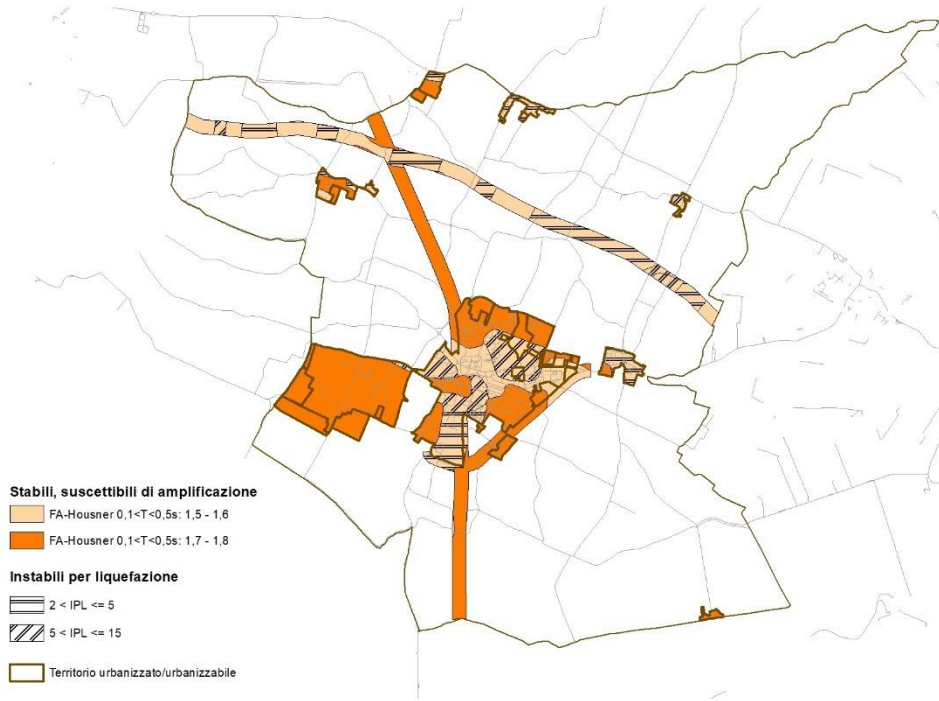 Stabili, suscettibili di amplificazione
FA-Housner 0,1<T<0,5s: 1,5 - 1,6
FA-Housner 0,1<T<0,5s: 1,7 - 1,8
Instabili per liquefazione
2 < IPL <= 5
5 < IPL <= 15
Territorio urbanizzato/urbanizzabile